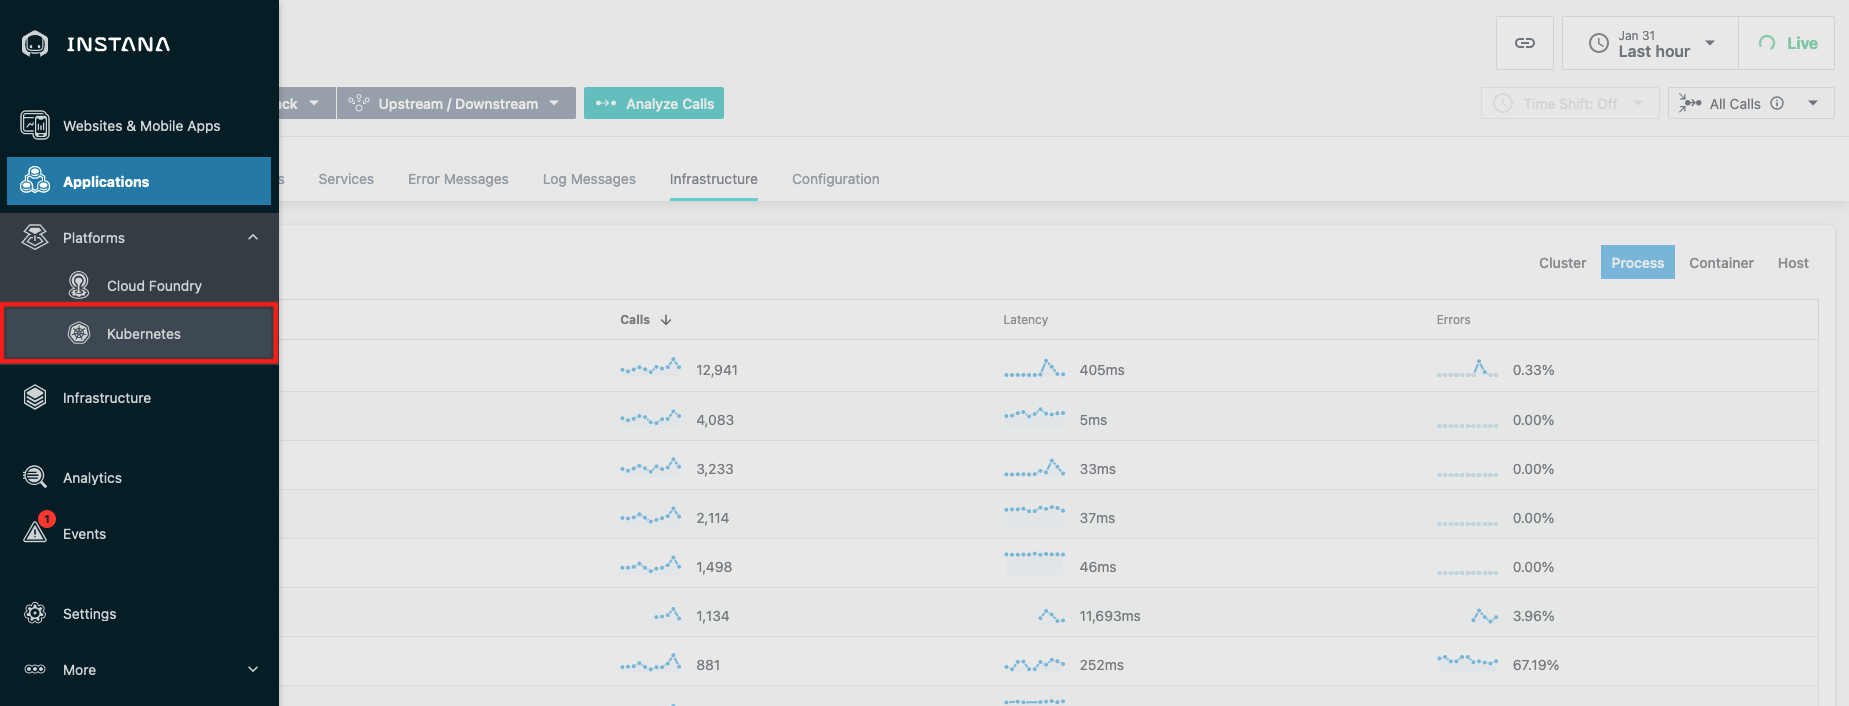 INSTANA
Websites & Mobile Apps
Applications
Platforms
Cloud Foundry
Kubernetes
Infrastructure
Analytics
1
Events
Settings
More
Jan 31
Last hour
Live
Upstream / Downstream
Analyze Calls
Time Shift: Off
All Calls
Services
Error Messages
Log Messages
Infrastructure
Configuration
Cluster
Process
Container
Host
Calls
Latency
Errors
12,941 405ms 0.33%
4,083 5ms 0.00%
3,233 33ms 0.00%
2,114 37ms 0.00%
1,498 46ms 0.00%
1,134 11,693ms 3.96%
881 252ms 67.19%